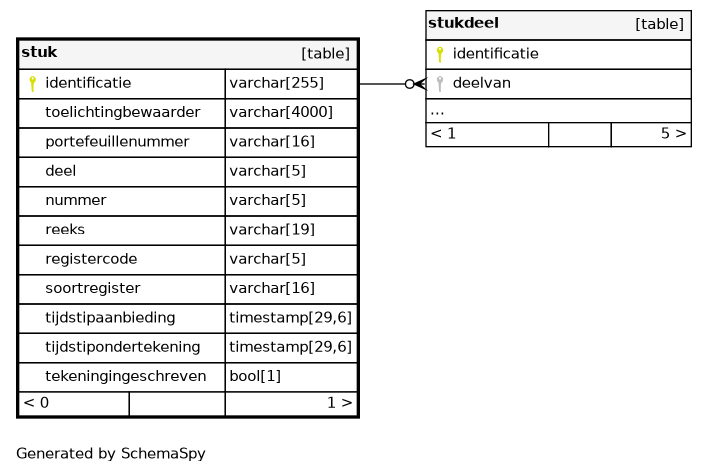 stuk [table]
identificatie varchar[255]
toelichtingbewaarder varchar[4000]
portefeuillenummer varchar[16]
deel varchar[5]
nummer varchar[5]
reeks varchar[19]
registercode varchar[5]
soortregister varchar[16]
tijdstipaanbieding timestamp[29,6]
tijdstipondertekening timestamp[29,6]
tekeningingeschreven bool[1]
< 0 1 >
stukdeel [table]
identificatie
deelvan
...
< 1 5 >
Generated by SchemaSpy